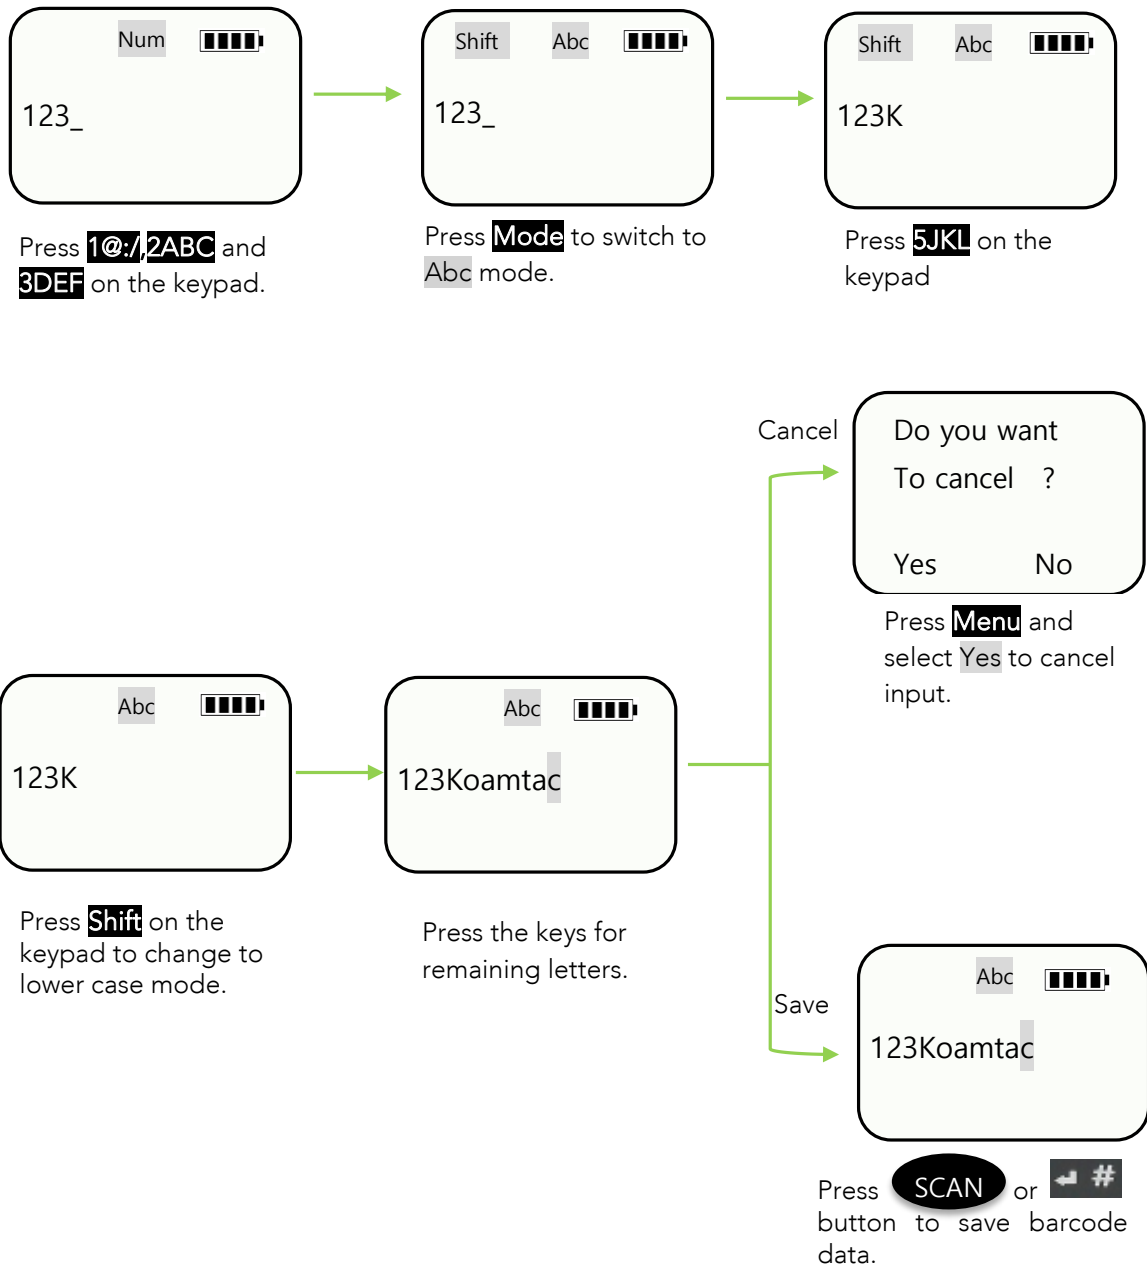 Num
123_
Press 1@:/,2ABC and
3DEF on the keypad.
Shift Abc
123_
Press Mode to switch to
Abc mode.
Shift Abc
123K
Press 5JKL on the
keypad
Abc
123K
Press Shift on the
keypad to change to
lower case mode.
Abc
123Koamtac
Press the keys for
remaining letters.
Cancel
Do you want
To cancel ?
Yes No
Press Menu and
select Yes to cancel
input.
Save
Abc
123Koamtac
Press SCAN or ↵ #
button to save barcode
data.